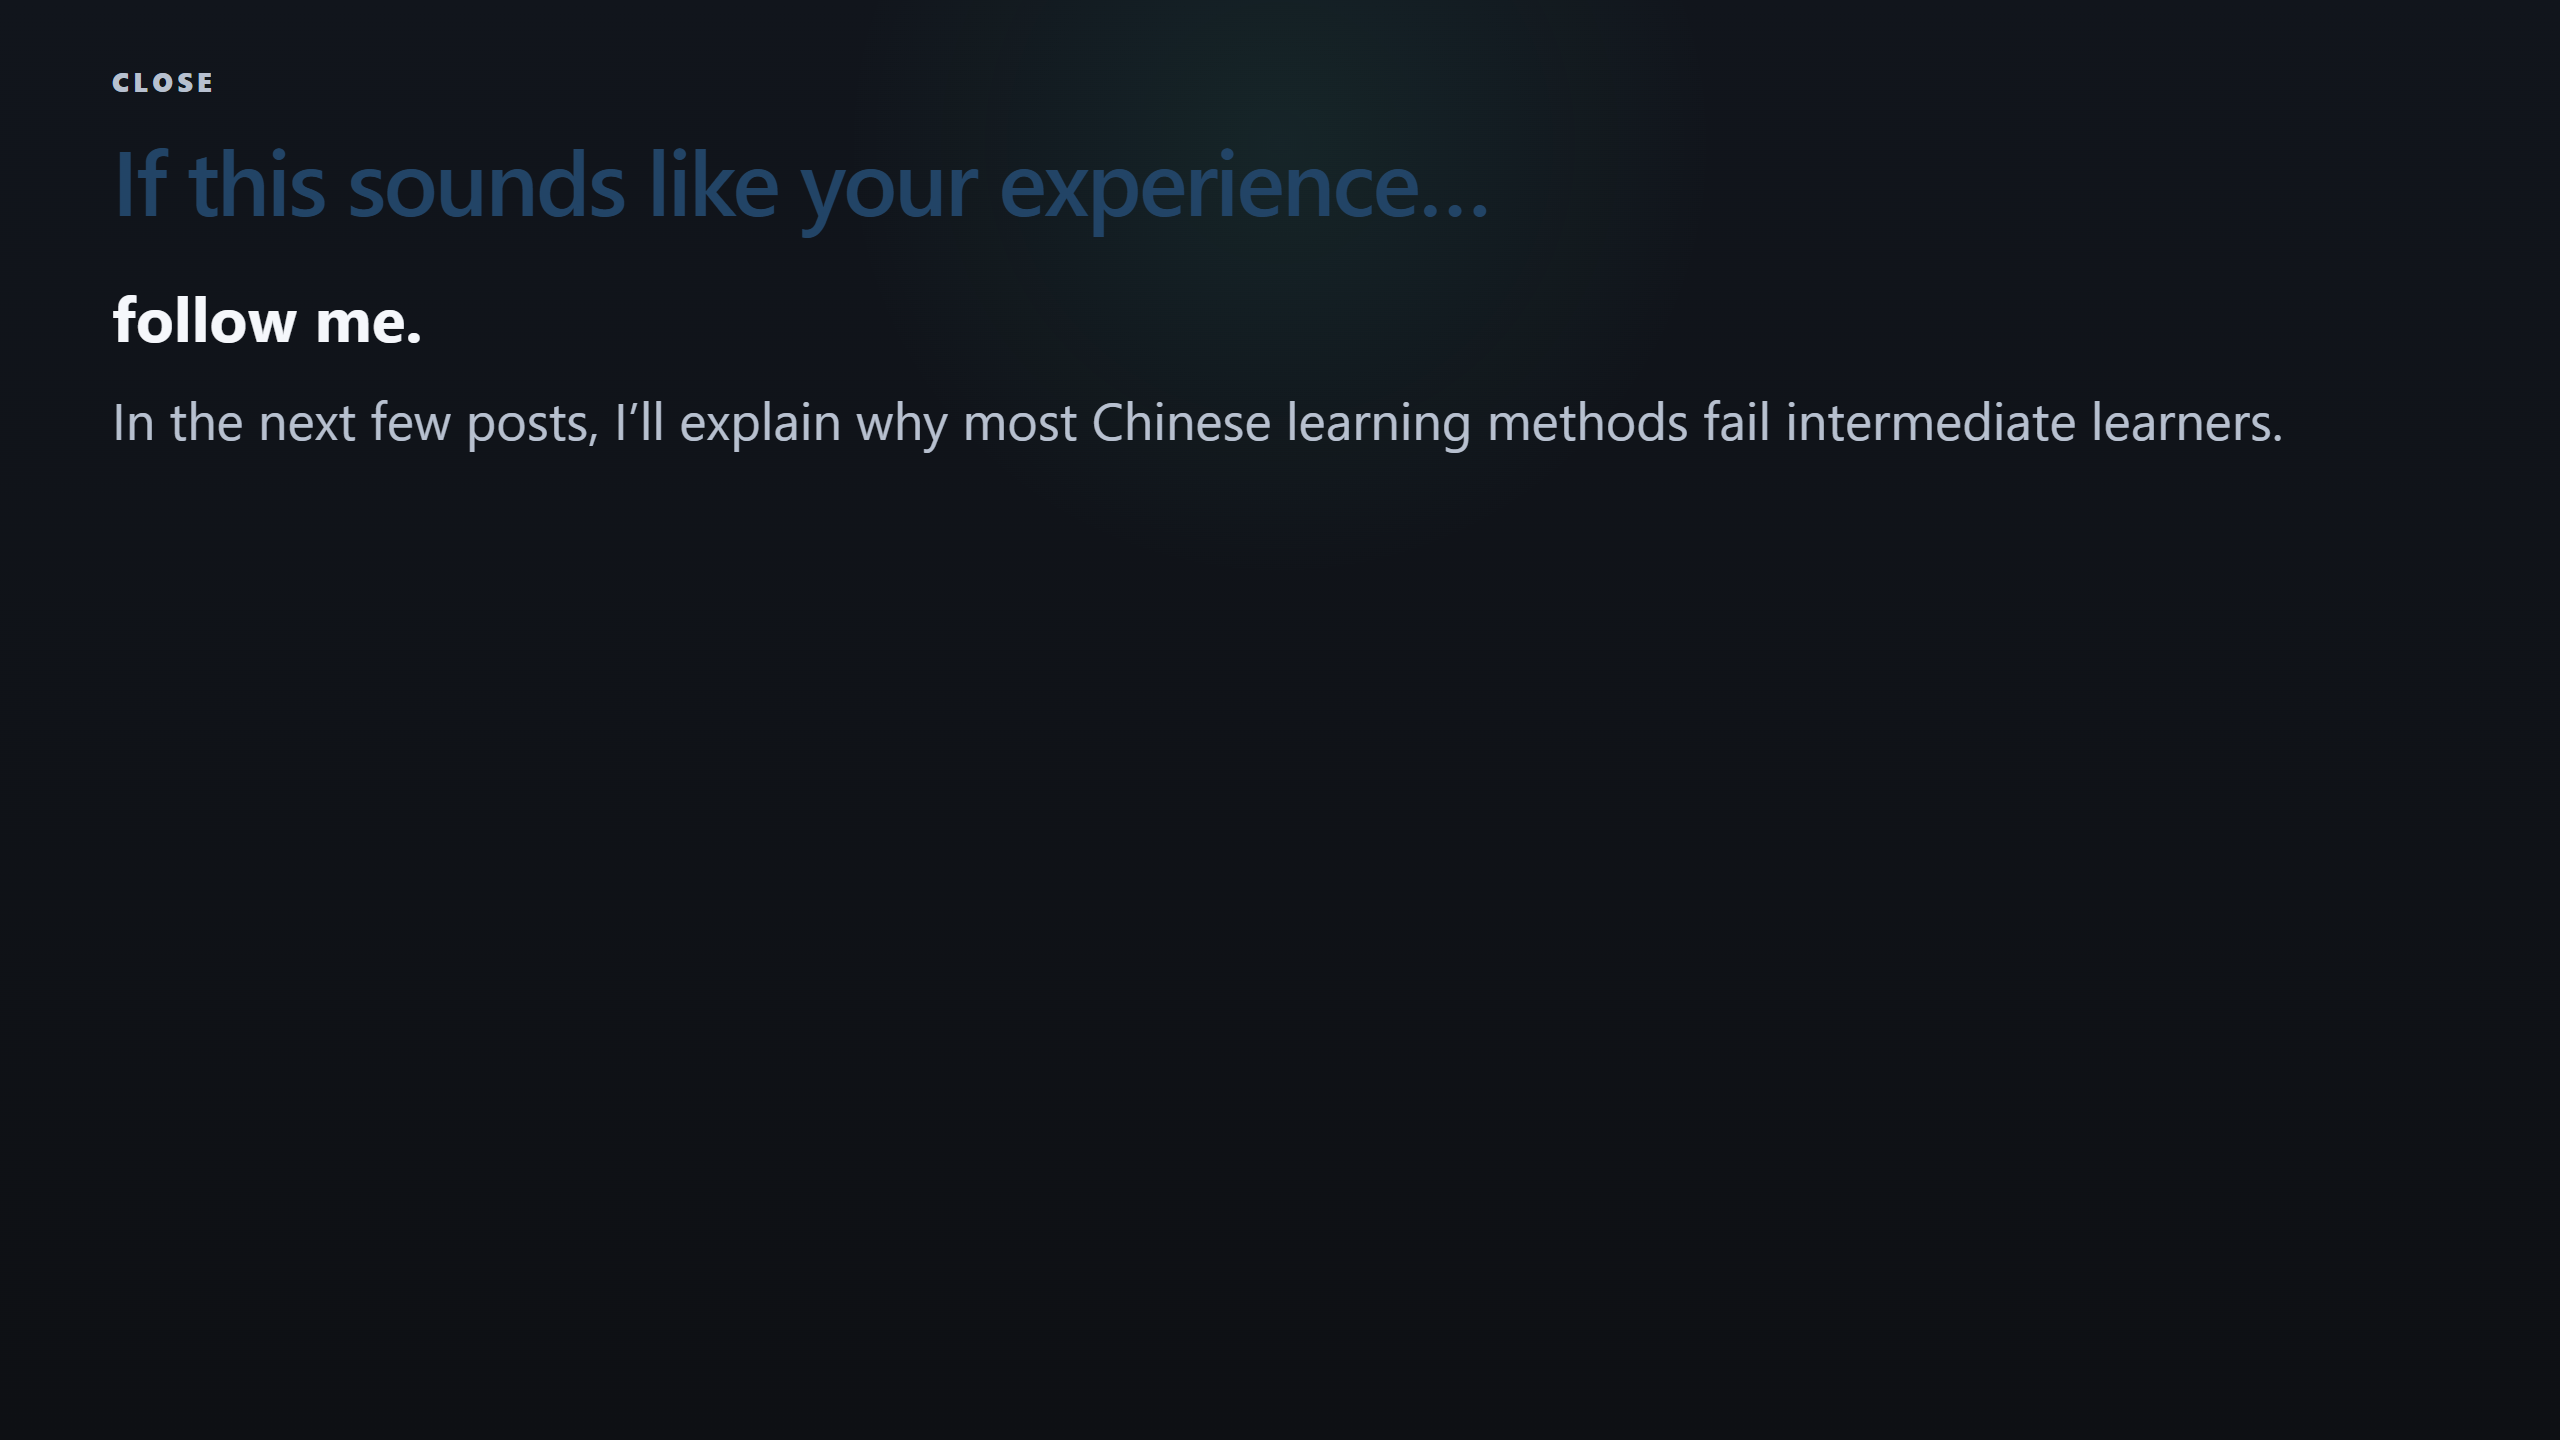 CLOSE
If this sounds like your experience…
follow me.
In the next few posts, I’ll explain why most Chinese learning methods fail intermediate learners.